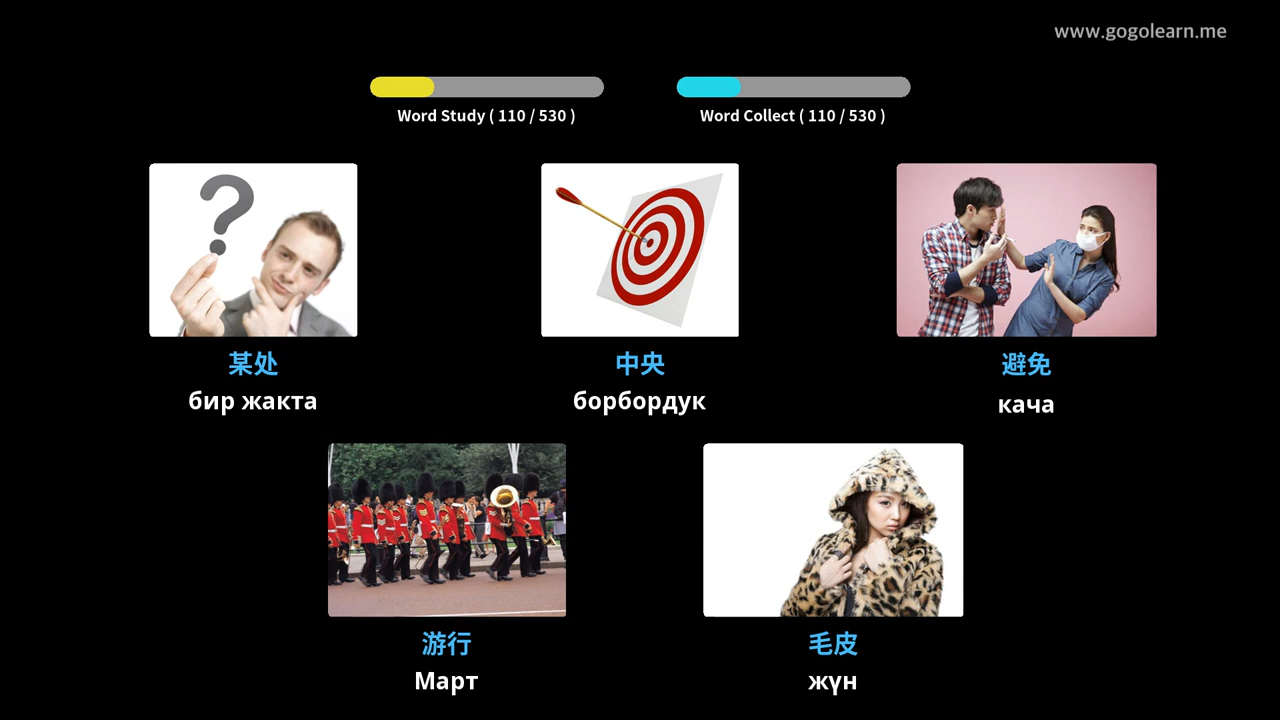 www.gogolearn.me
Word Study ( 110 / 530 )
Word Collect ( 110 / 530 )
某处
бир жакта
中央
борбордук
避免
кача
游行
Март
毛皮
жүн